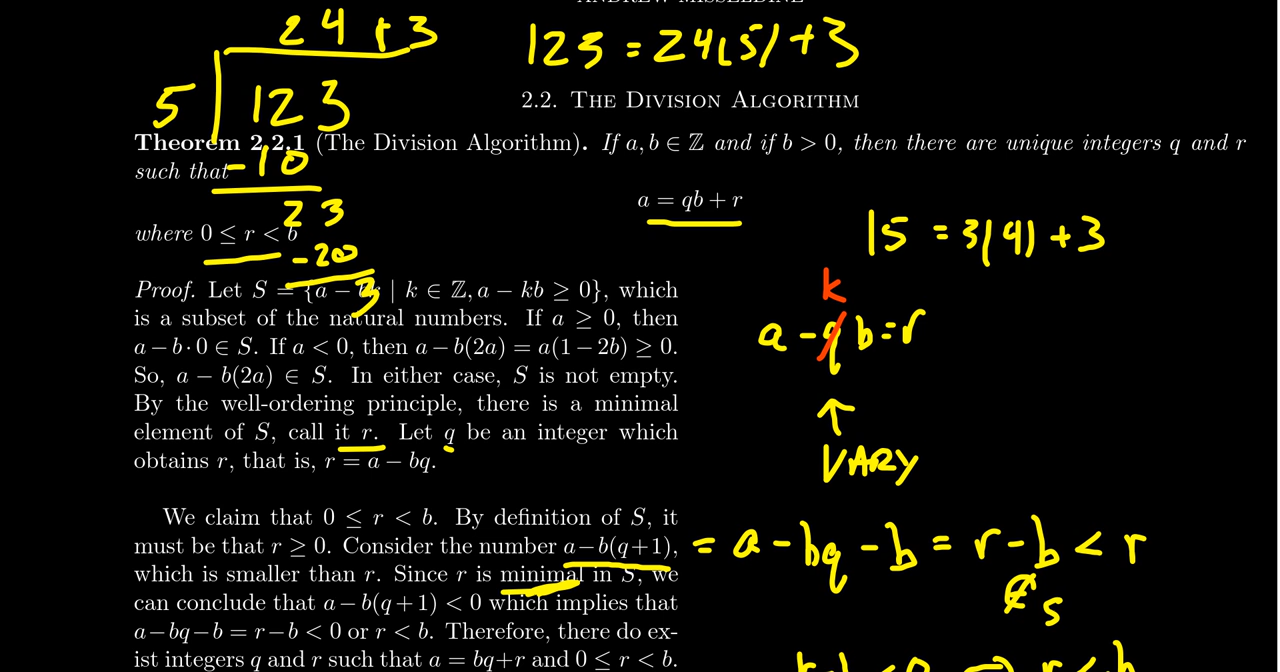 ANDREW MISSELDINE
24 + 3
123 = 24(5) + 3
5 | 123
2.2. THE DIVISION ALGORITHM
Theorem 2.2.1 (The Division Algorithm). If a, b ∈ ℤ and if b > 0, then there are unique integers q and r
such that
-10
a = qb + r
23
where 0 ≤ r < b
15 = 3(4) + 3
-20
3
Proof. Let S = {a − bk | k ∈ ℤ, a − kb ≥ 0}, which
is a subset of the natural numbers. If a ≥ 0, then
a − b·0 ∈ S. If a < 0, then a − b(2a) = a(1 − 2b) ≥ 0.
So, a − b(2a) ∈ S. In either case, S is not empty.
By the well-ordering principle, there is a minimal
element of S, call it r. Let q be an integer which
obtains r, that is, r = a − bq.
k
a - q b = r
↑
VARY
We claim that 0 ≤ r < b. By definition of S, it
must be that r ≥ 0. Consider the number a−b(q+1),
= a - bq - b = r - b < r
which is smaller than r. Since r is minimal in S, we
∉ S
can conclude that a − b(q + 1) < 0 which implies that
a−bq−b = r−b < 0 or r < b. Therefore, there do ex-
ist integers q and r such that a = bq+r and 0 ≤ r < b.